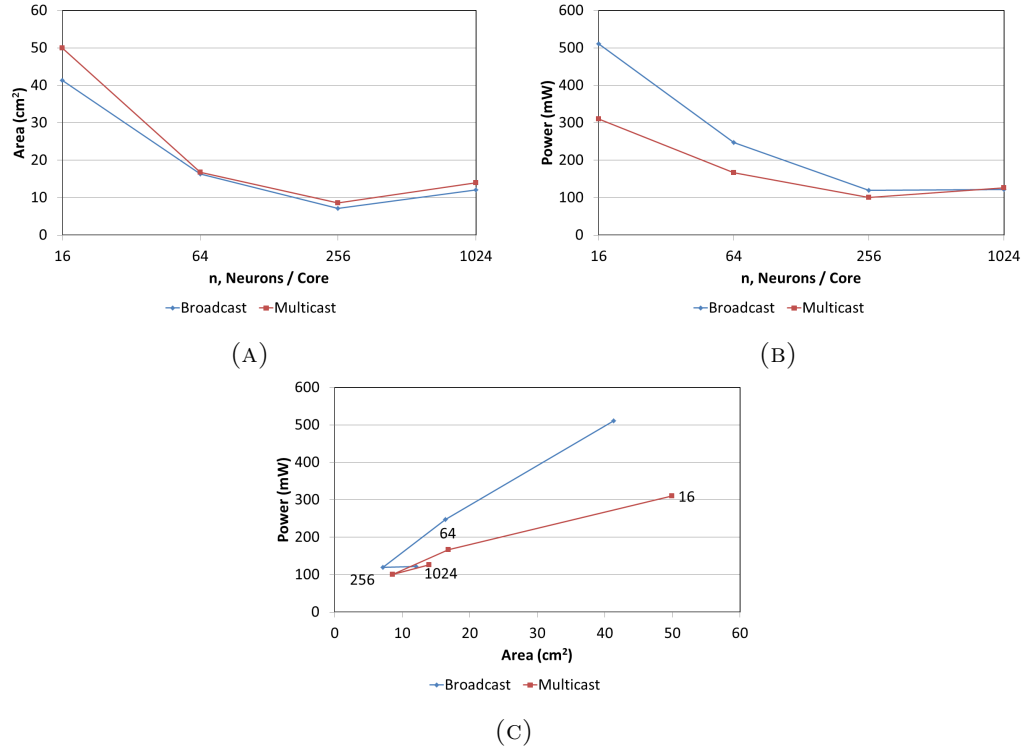 60
50
40
30
20
10
0
Area (cm²)
16 64 256 1024
n, Neurons / Core
Broadcast Multicast
(A)
600
500
400
300
200
100
0
Power (mW)
16 64 256 1024
n, Neurons / Core
Broadcast Multicast
(B)
600
500
400
300
200
100
0
Power (mW)
16
64
256
1024
0 10 20 30 40 50 60
Area (cm²)
Broadcast Multicast
(C)